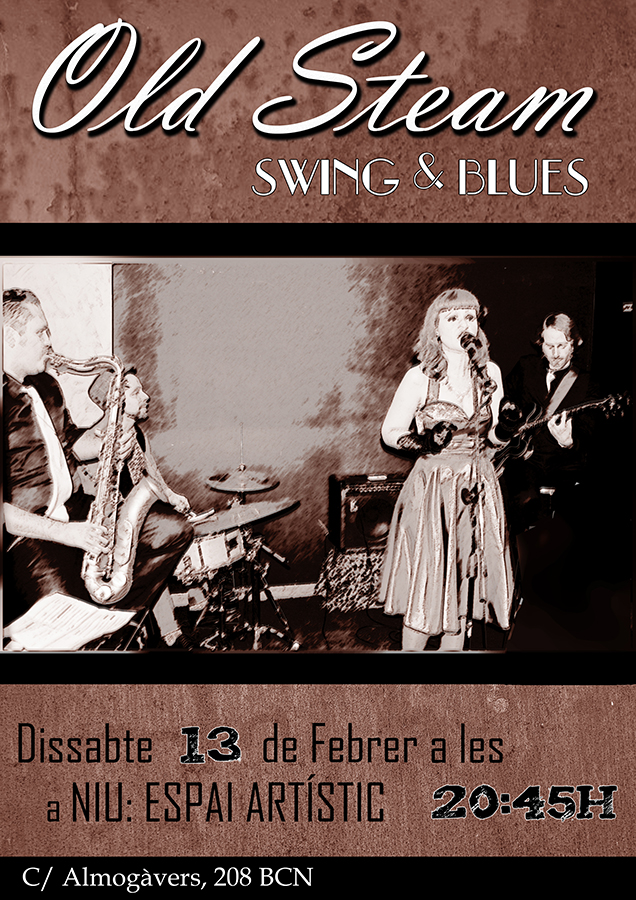 Old Steam
SWING & BLUES
Dissabte 13 de Febrer a les
a NIU: ESPAI ARTÍSTIC 20:45H
C/ Almogàvers, 208 BCN